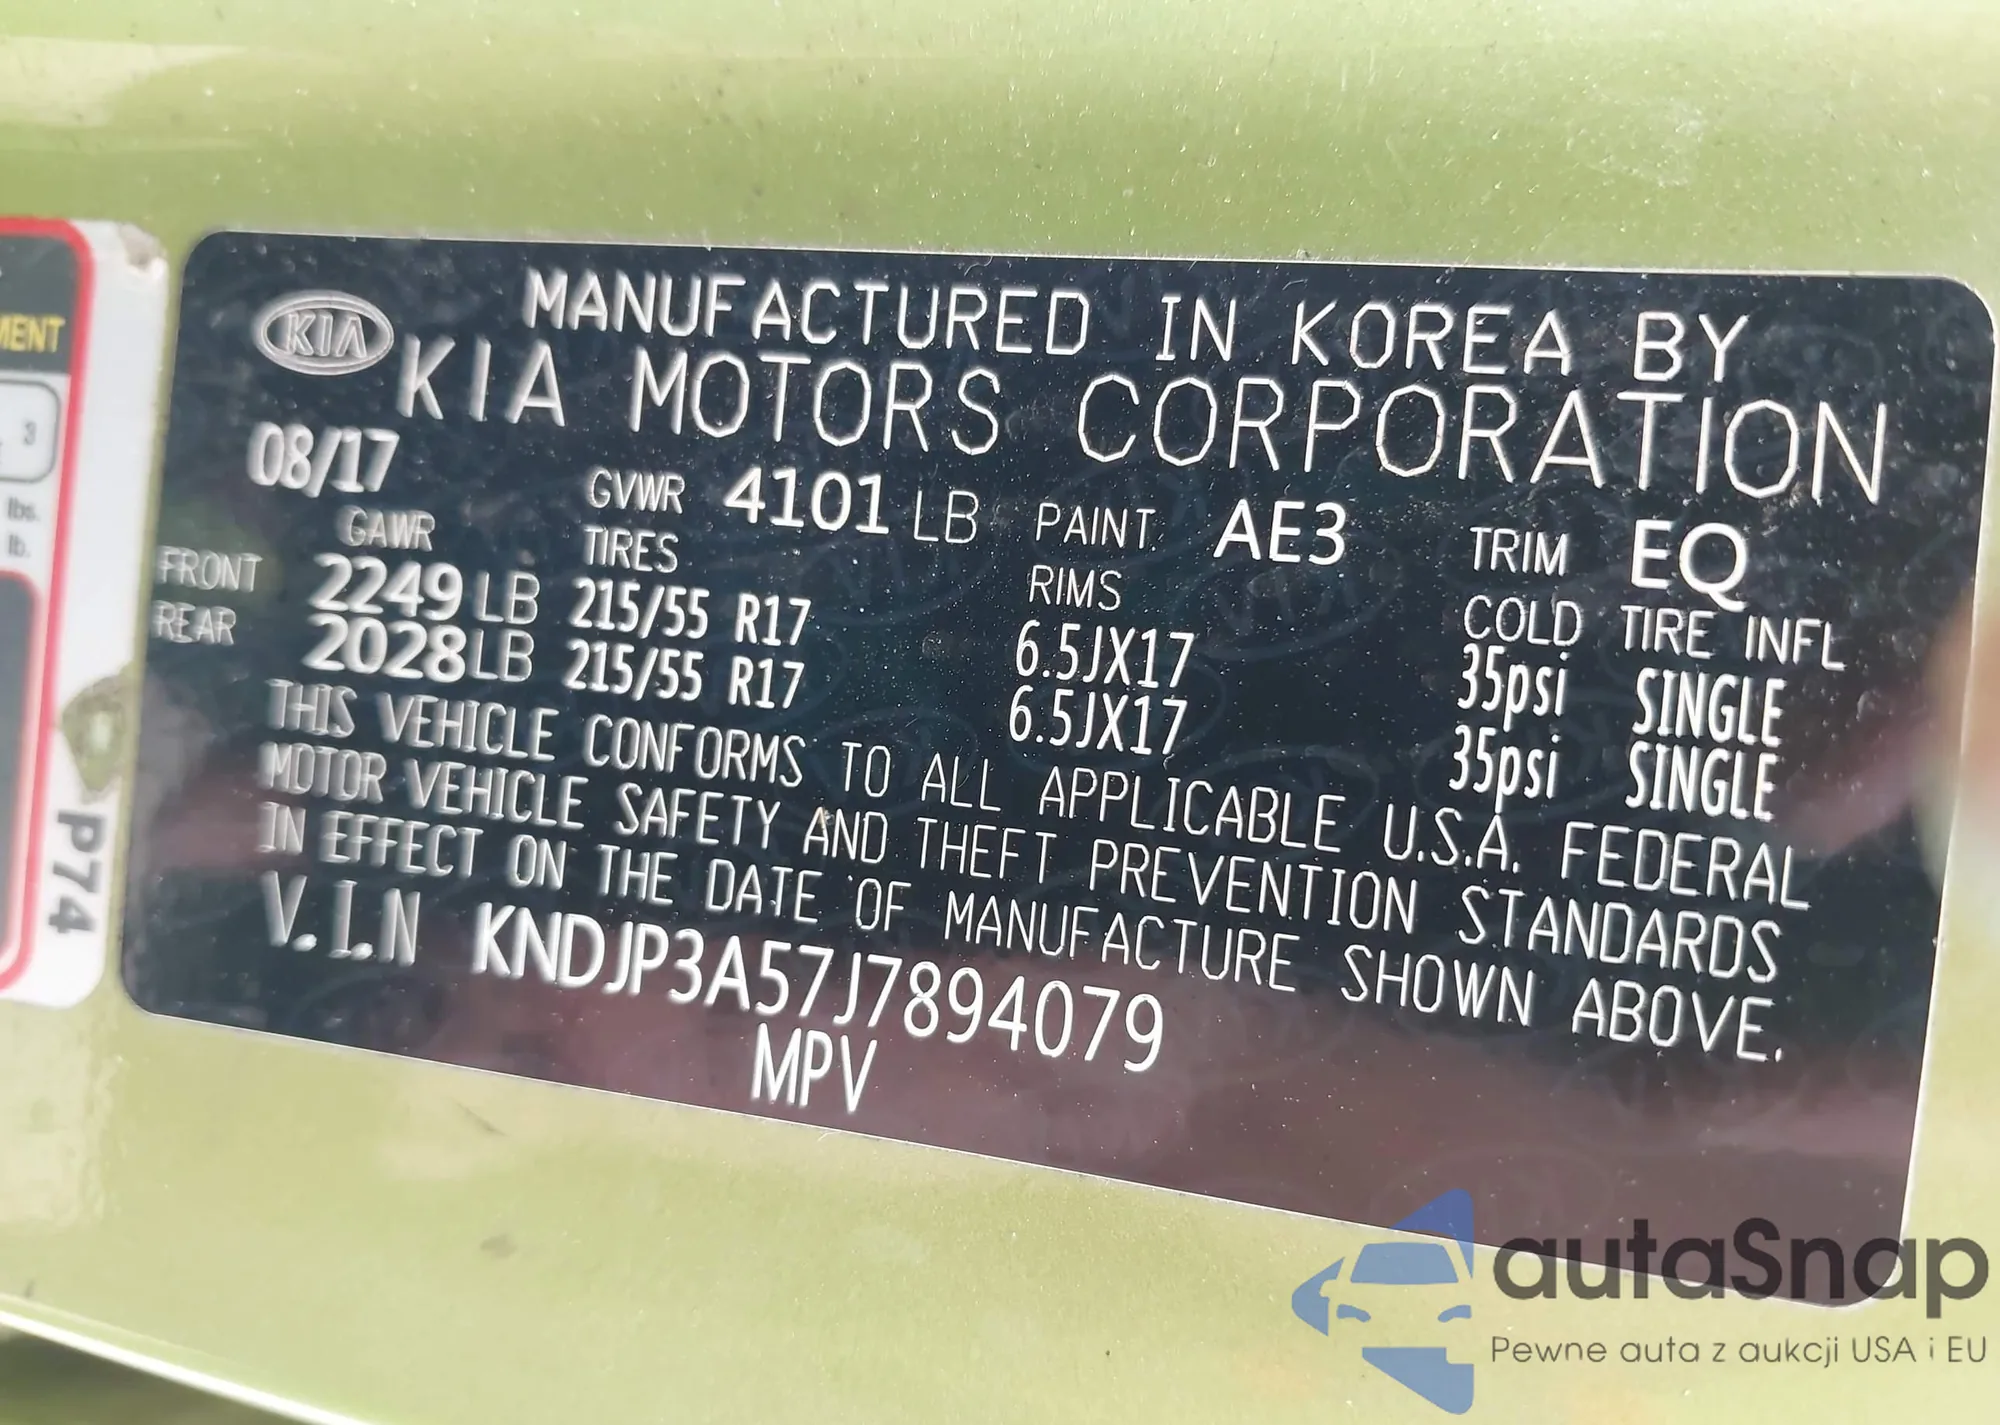 KIA
MANUFACTURED IN KOREA BY
KIA MOTORS CORPORATION
08/17 GVWR 4101 LB PAINT AE3 TRIM EQ
GAWR TIRES RIMS COLD TIRE INFL
FRONT 2249 LB 215/55 R17 6.5JX17 35psi SINGLE
REAR 2028 LB 215/55 R17 6.5JX17 35psi SINGLE
THIS VEHICLE CONFORMS TO ALL APPLICABLE U.S.A. FEDERAL
MOTOR VEHICLE SAFETY AND THEFT PREVENTION STANDARDS
IN EFFECT ON THE DATE OF MANUFACTURE SHOWN ABOVE.
V.I.N KNDJP3A57J7894079
MPV
3
lbs.
lb.
P74
autaSnap
Pewne auta z aukcji USA i EU